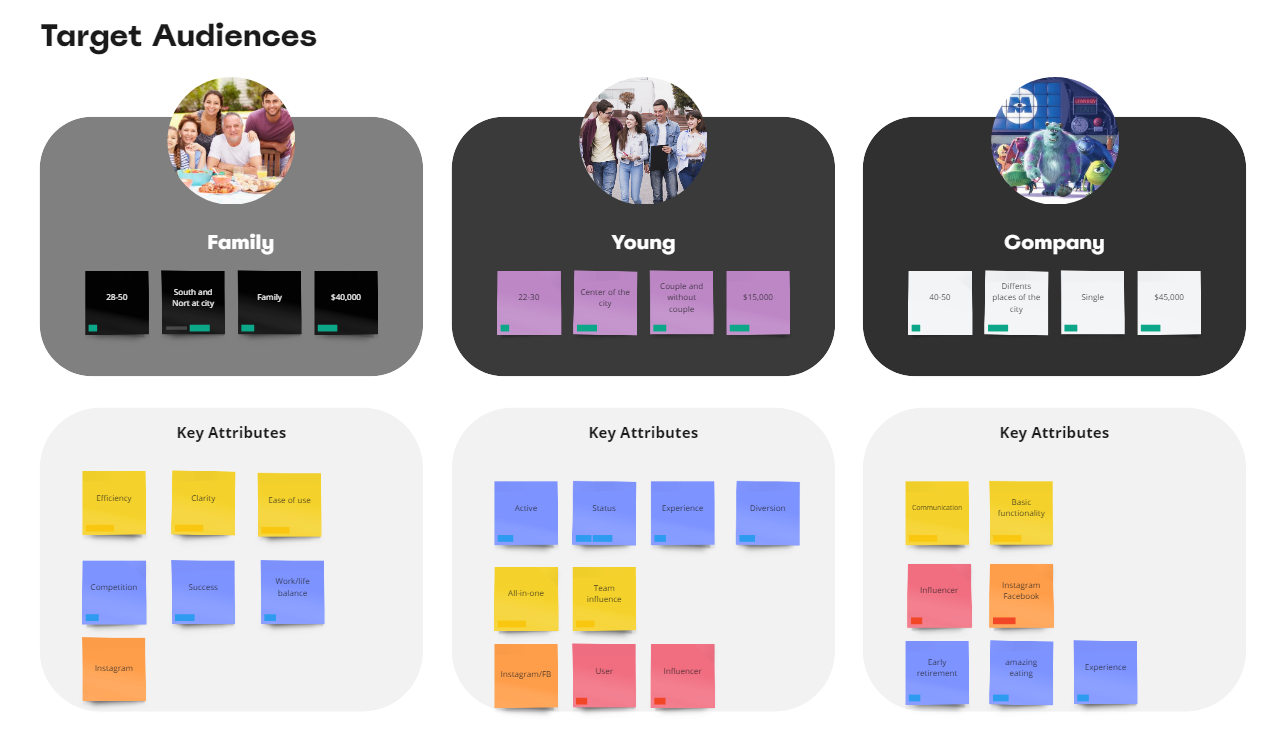 Target Audiences
Family
28-50
South and
Nort at city
Family
$40,000
Key Attributes
Efficiency
Clarity
Ease of use
Competition
Success
Work/life
balance
Instagram
Young
22-30
Center of the
city
Couple and
without
couple
$15,000
Key Attributes
Active
Status
Experience
Diversion
All-in-one
Team
influence
Instagram/FB
User
Influencer
Company
40-50
Diffents
places of the
city
Single
$45,000
Key Attributes
Communication
Basic
functionality
Influencer
Instagram
Facebook
Early
retirement
amazing
eating
Experience